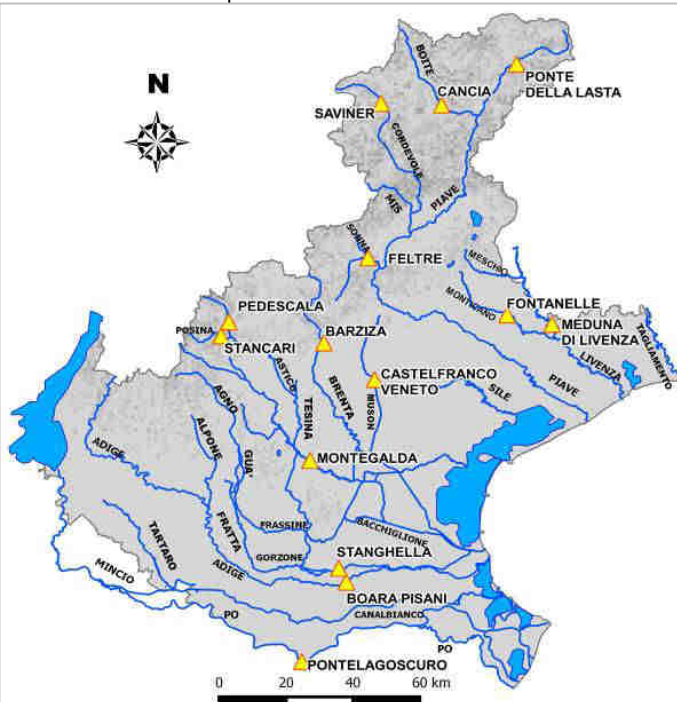 BOITE
PONTE
DELLA LASTA
N
CANCIA
SAVINER
CORDEVOLE
MIS
PIAVE
SONNA
FELTRE
MESCHIO
PEDESCALA
MONTICANO
FONTANELLE
POSINA
BARZIZA
MEDUNA
DI LIVENZA
STANCARI
TAGLIAMENTO
ASTICO
LIVENZA
CASTELFRANCO
VENETO
AGNO
BRENTA
PIAVE
SILE
TESINA
MUSON
ALPONE
GUA'
ADIGE
MONTEGALDA
FRATTA
FRASSINE
BACCHIGLIONE
TARTARO
STANGHELLA
GORZONE
MINCIO
ADIGE
BOARA PISANI
PO
CANALBIANCO
PO
PONTELAGOSCURO
0 20 40 60 km